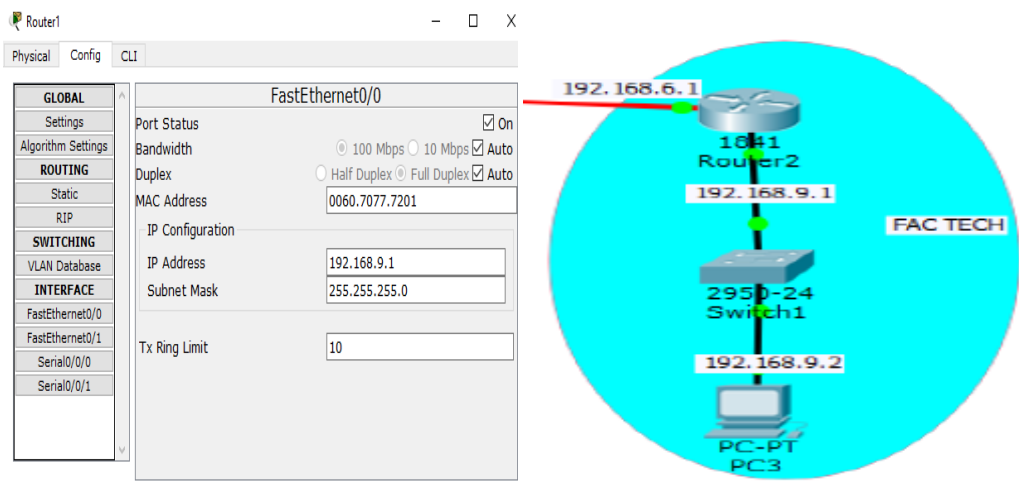 Router1
Physical Config CLI
GLOBAL
Settings
Algorithm Settings
ROUTING
Static
RIP
SWITCHING
VLAN Database
INTERFACE
FastEthernet0/0
FastEthernet0/1
Serial0/0/0
Serial0/0/1
FastEthernet0/0
Port Status On
Bandwidth 100 Mbps 10 Mbps Auto
Duplex Half Duplex Full Duplex Auto
MAC Address 0060.7077.7201
IP Configuration
IP Address 192.168.9.1
Subnet Mask 255.255.255.0
Tx Ring Limit 10
192.168.6.1
1841
Router2
192.168.9.1
FAC TECH
2950-24
Switch1
192.168.9.2
PC-PT
PC3